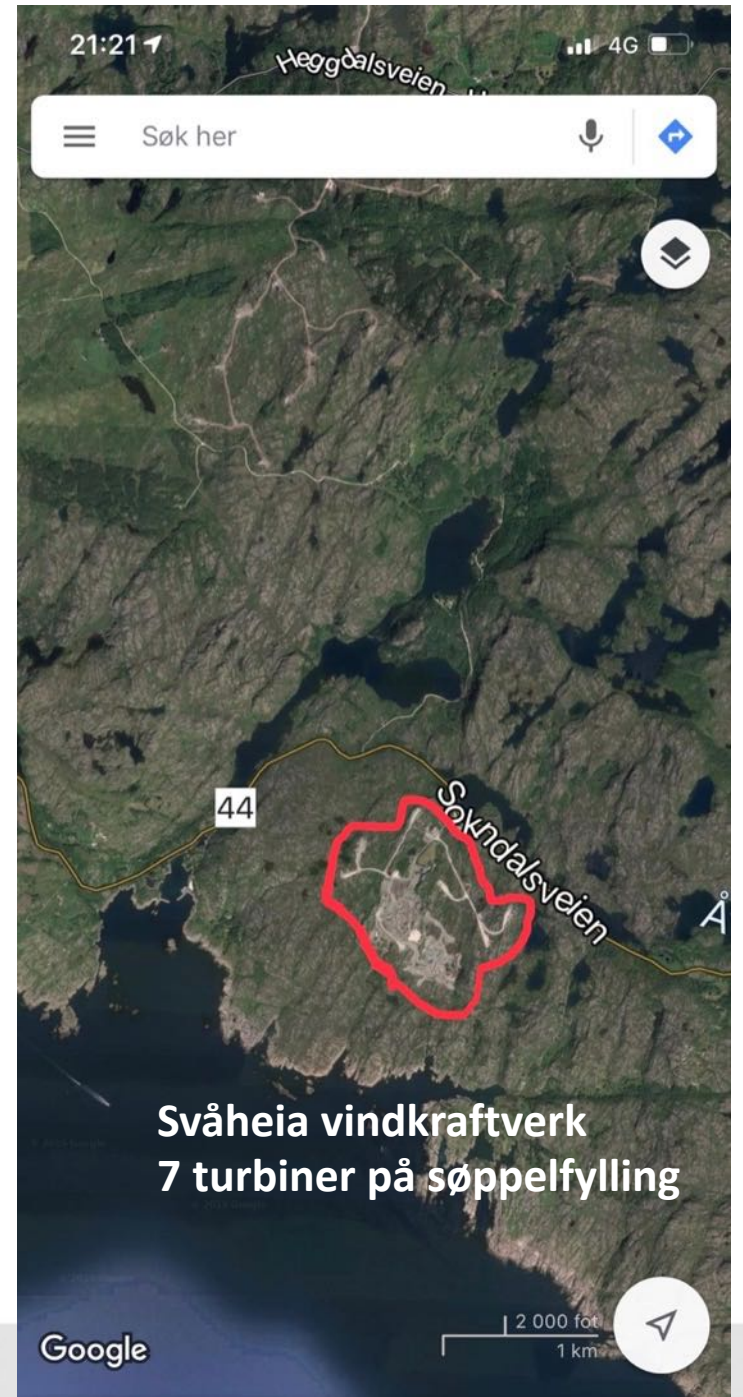 21:21
4G
Heggdalsveien
Søk her
44
Sokndalsveien
Å
Svåheia vindkraftverk
7 turbiner på søppelfylling
2 000 fot
1 km
Google